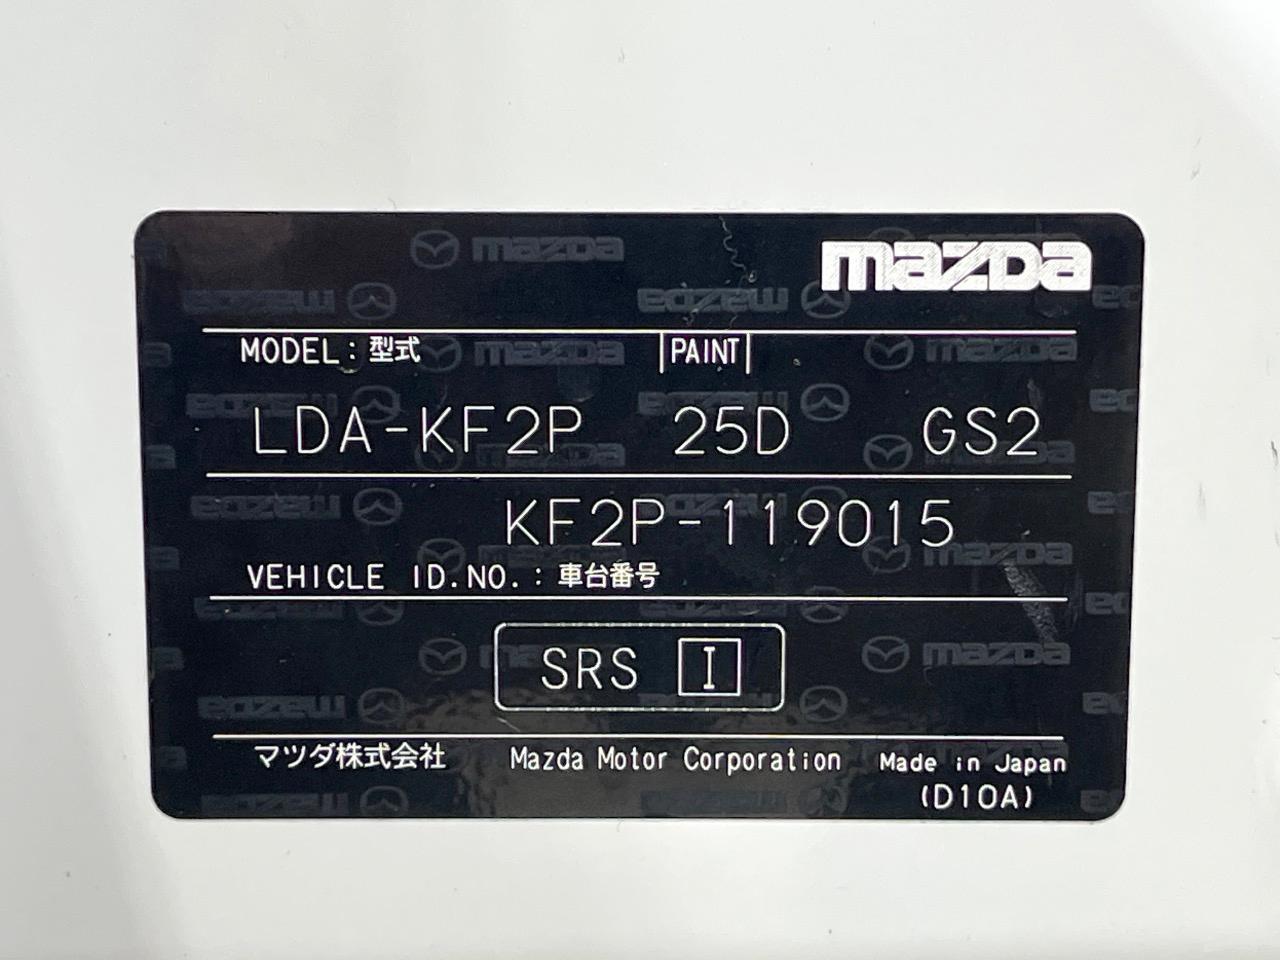 mazda
MODEL：型式 PAINT
LDA-KF2P 25D GS2
KF2P-119015
VEHICLE ID.NO.：車台番号
SRS I
マツダ株式会社 Mazda Motor Corporation Made in Japan
(D10A)